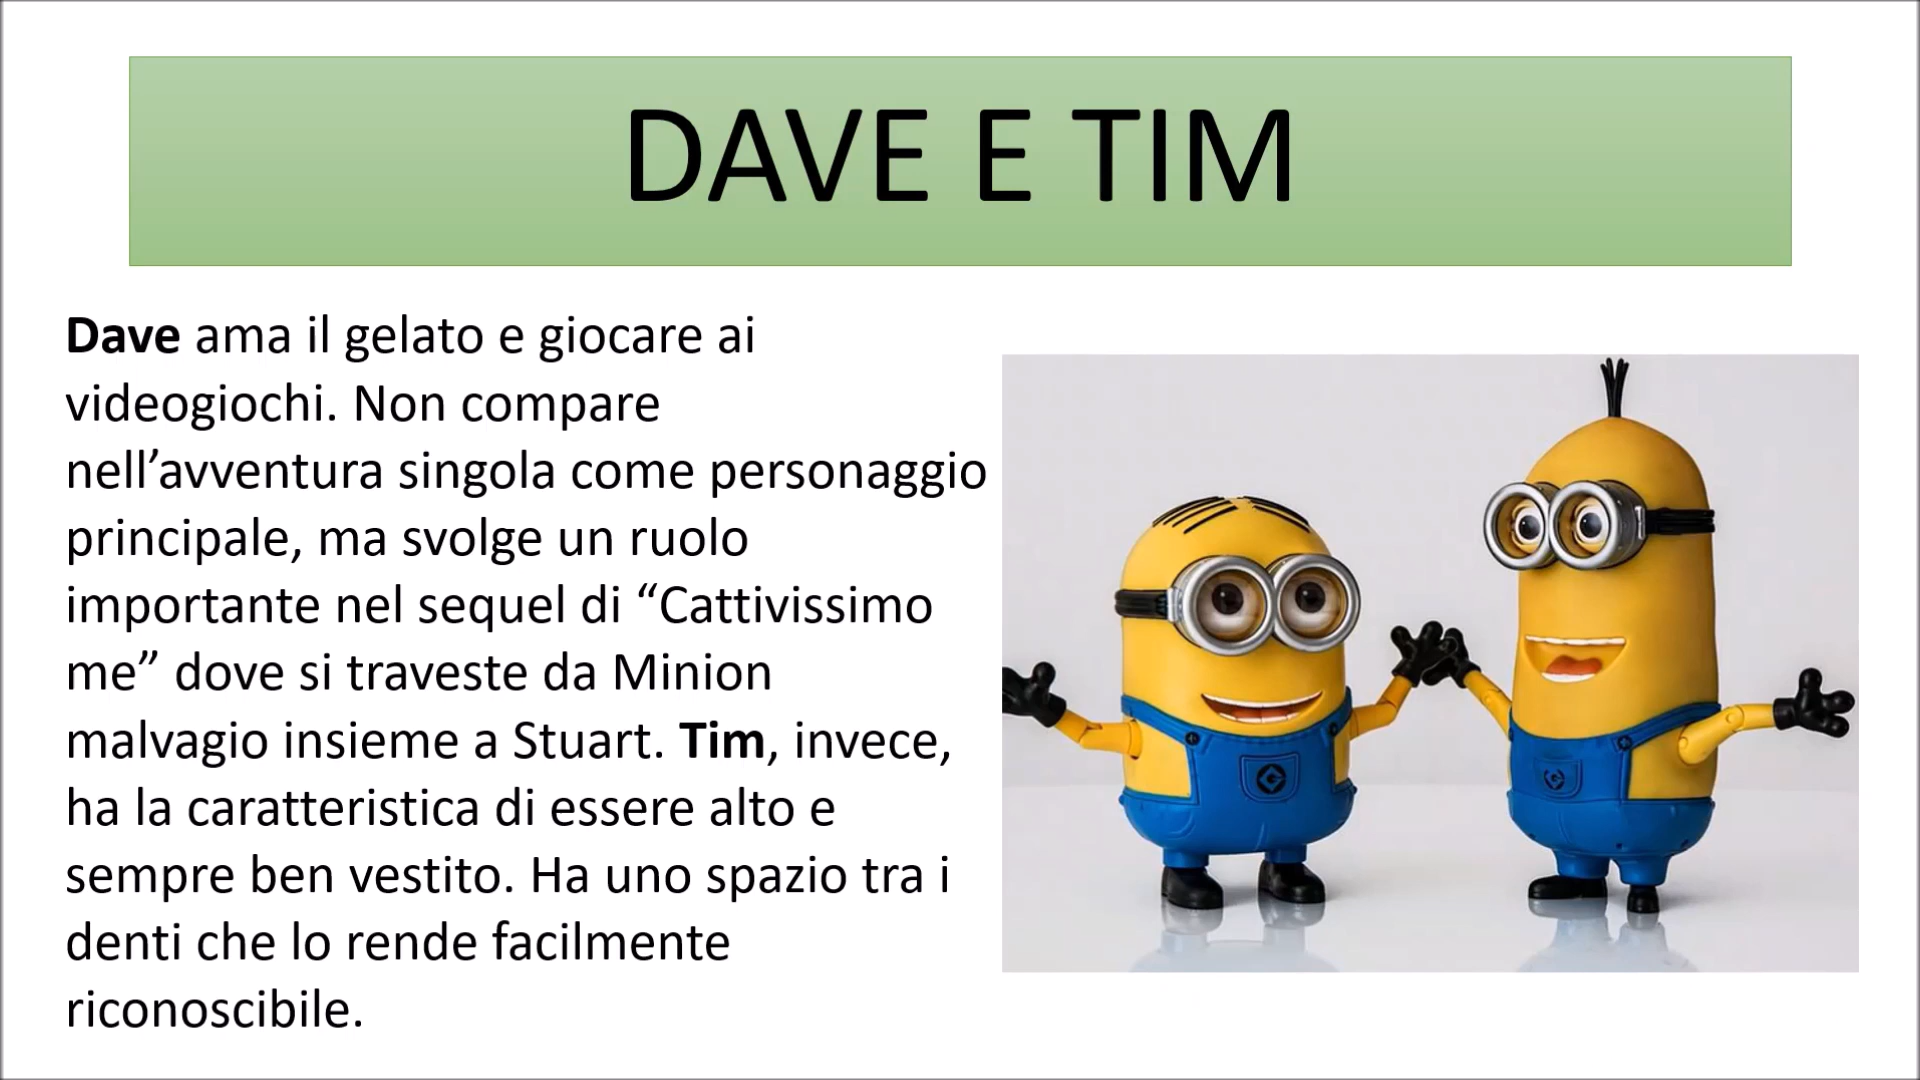 DAVE E TIM
Dave ama il gelato e giocare ai
videogiochi. Non compare
nell’avventura singola come personaggio
principale, ma svolge un ruolo
importante nel sequel di “Cattivissimo
me” dove si traveste da Minion
malvagio insieme a Stuart. Tim, invece,
ha la caratteristica di essere alto e
sempre ben vestito. Ha uno spazio tra i
denti che lo rende facilmente
riconoscibile.